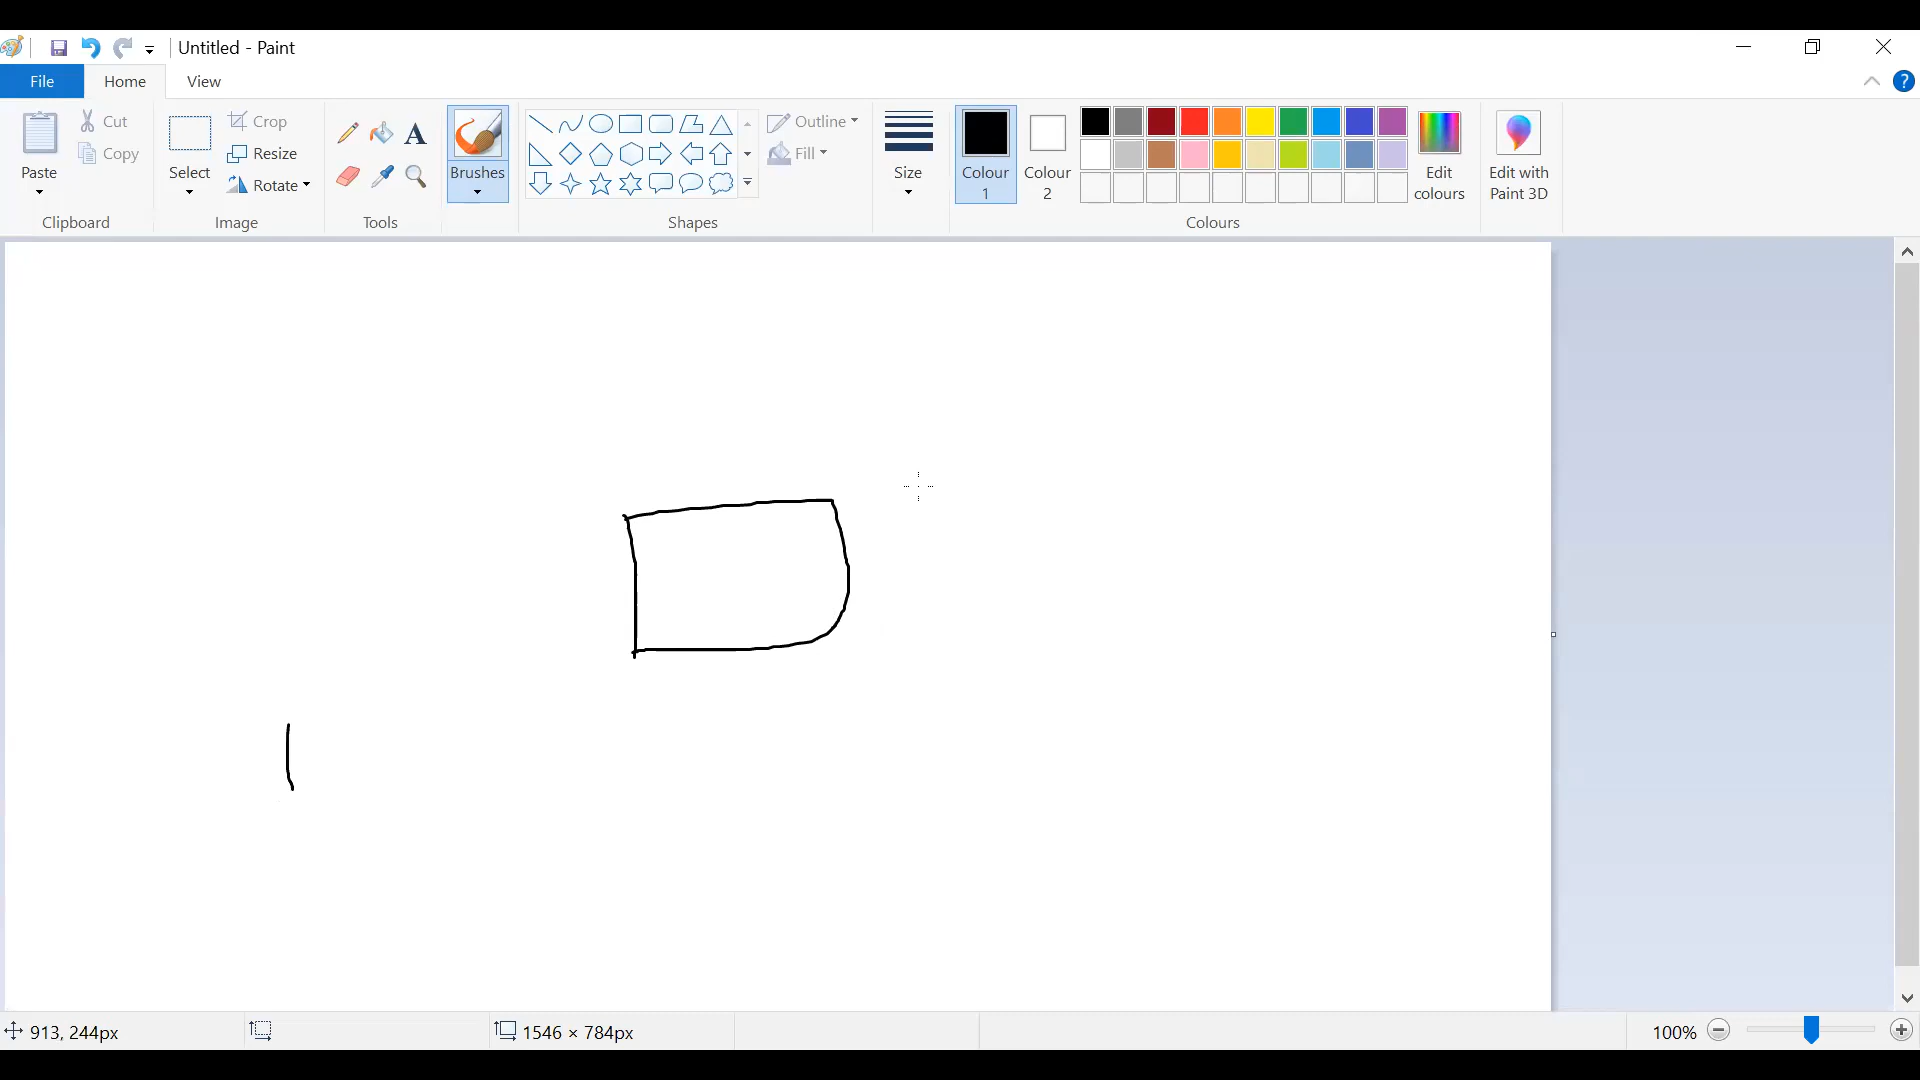 Untitled - Paint
File Home View
Paste Cut Copy Clipboard
Select Crop Resize Rotate Image
A Tools
Brushes
Shapes
Outline Fill
Size
Colour 1
Colour 2
Colours
Edit colours
Edit with Paint 3D
?
913, 244px
1546 × 784px
100%